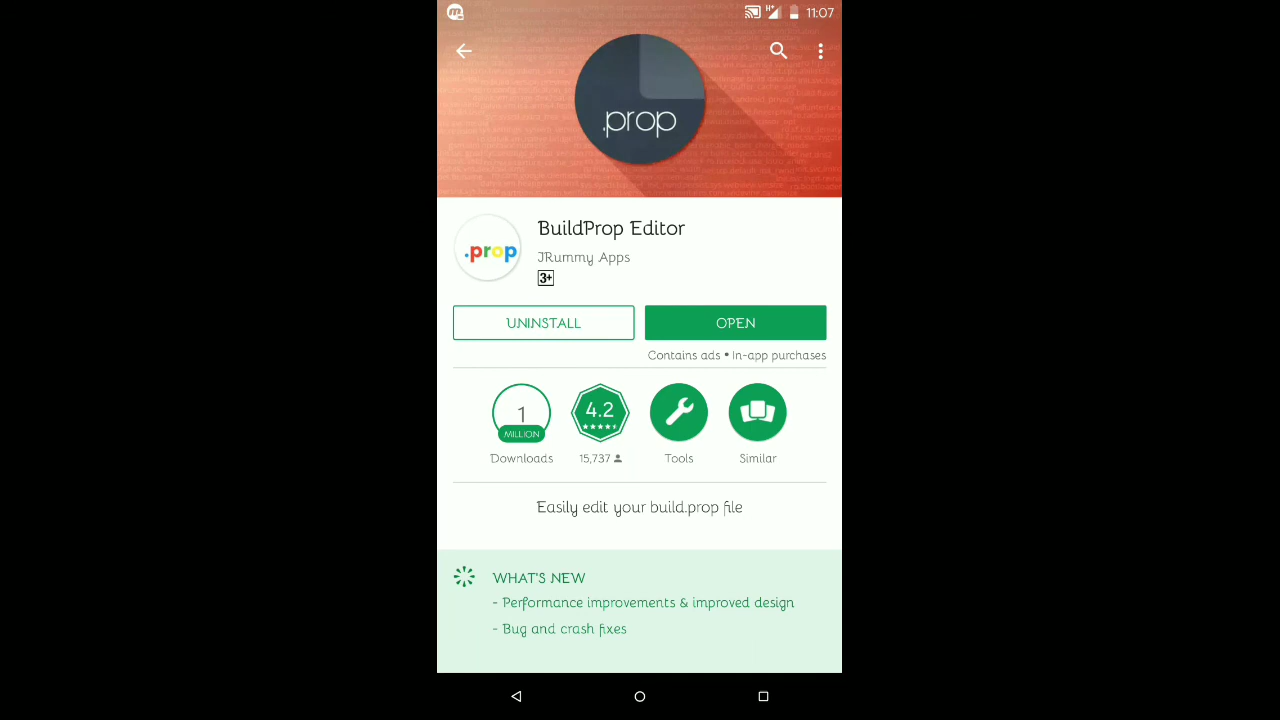 11:07
.prop
.prop
BuildProp Editor
JRummy Apps
3+
UNINSTALL
OPEN
Contains ads • In-app purchases
1
MILLION
4.2
Downloads
15,737
Tools
Similar
Easily edit your build.prop file
WHAT'S NEW
- Performance improvements & improved design
- Bug and crash fixes